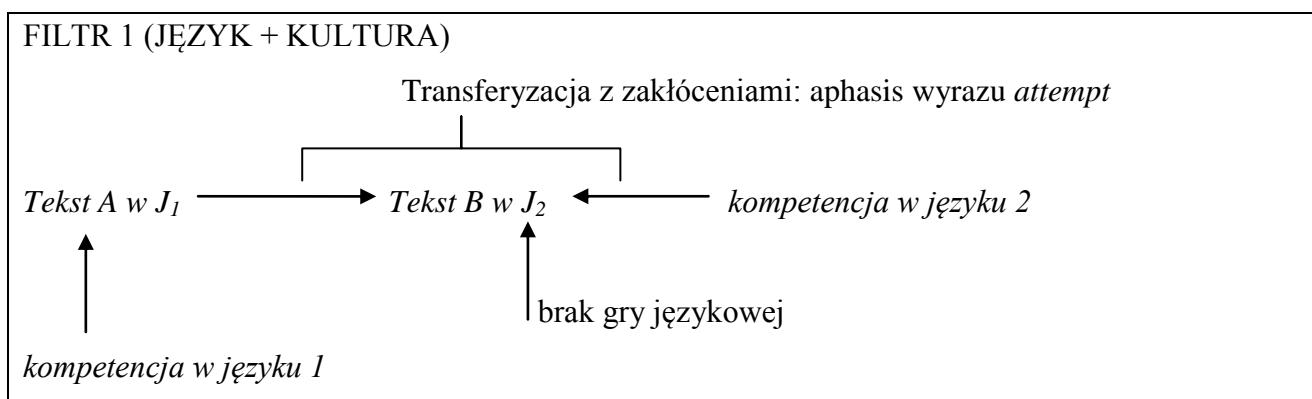 FILTR 1 (JĘZYK + KULTURA)
Transferyzacja z zakłóceniami: aphasis wyrazu attempt
Tekst A w J₁ Tekst B w J₂ kompetencja w języku 2
brak gry językowej
kompetencja w języku 1